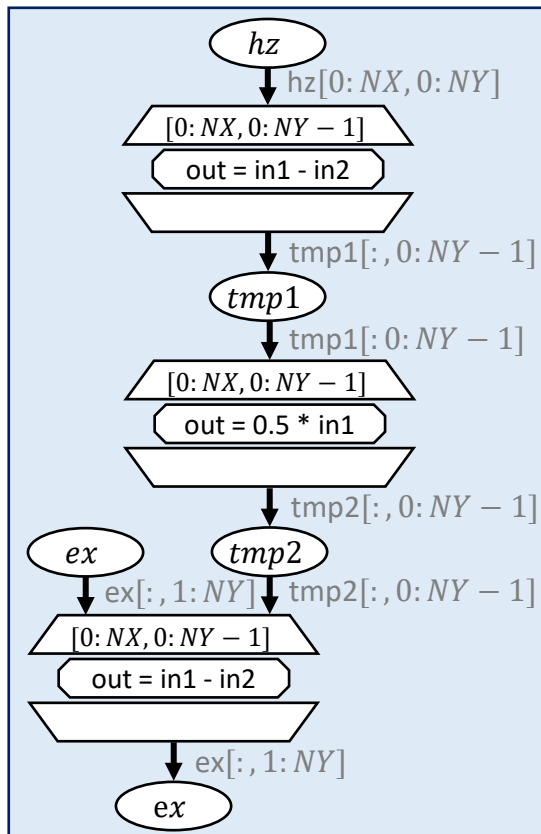 hz
hz[0: NX, 0: NY]
[0: NX, 0: NY − 1]
out = in1 - in2
tmp1[: , 0: NY − 1]
tmp1
tmp1[: 0: NY − 1]
[0: NX, 0: NY − 1]
out = 0.5 * in1
tmp2[: , 0: NY − 1]
ex tmp2
ex[: , 1: NY] tmp2[: , 0: NY − 1]
[0: NX, 0: NY − 1]
out = in1 - in2
ex[: , 1: NY]
ex